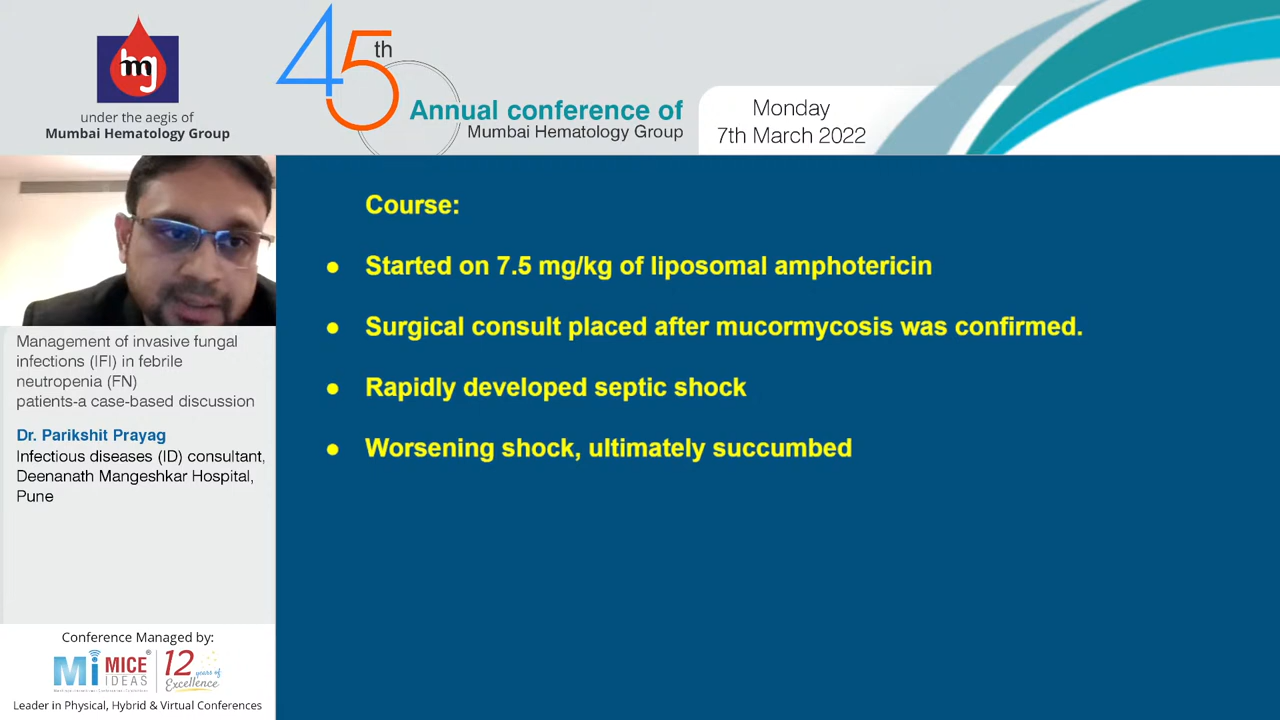 mg
under the aegis of
Mumbai Hematology Group
45th
Annual conference of
Mumbai Hematology Group
Monday
7th March 2022
Course:
● Started on 7.5 mg/kg of liposomal amphotericin
● Surgical consult placed after mucormycosis was confirmed.
● Rapidly developed septic shock
● Worsening shock, ultimately succumbed
Management of invasive fungal
infections (IFI) in febrile
neutropenia (FN)
patients-a case-based discussion
Dr. Parikshit Prayag
Infectious diseases (ID) consultant,
Deenanath Mangeshkar Hospital,
Pune
Conference Managed by:
Mi MICE IDEAS ®
12 years of Excellence
Leader in Physical, Hybrid & Virtual Conferences